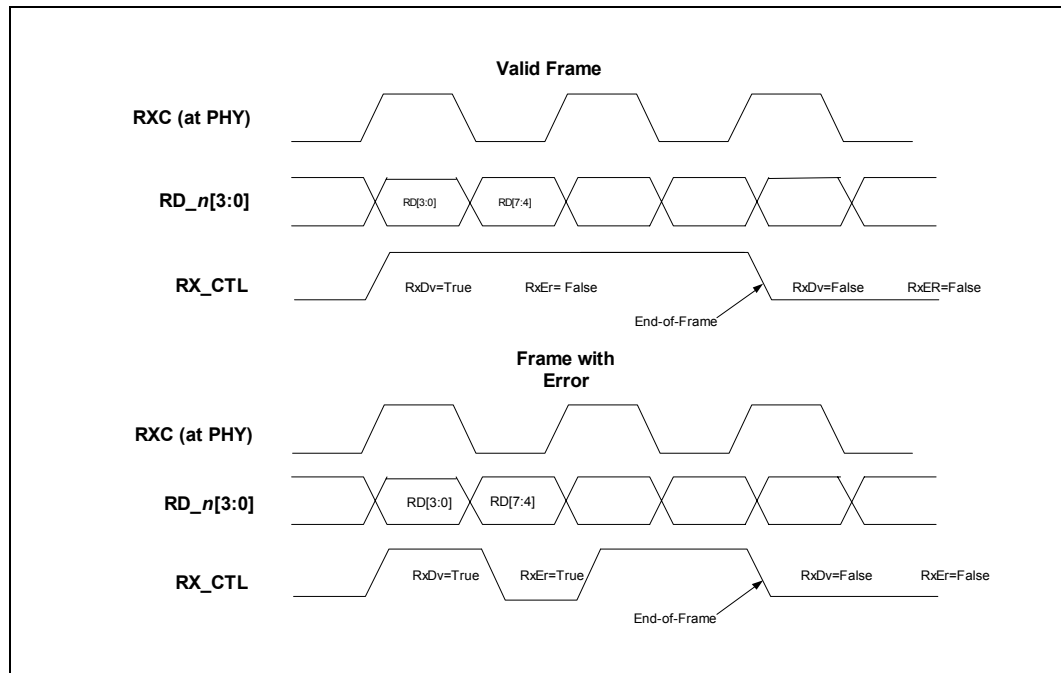 Valid Frame
RXC (at PHY)
RD_n[3:0]
RD[3:0]
RD[7:4]
RX_CTL
RxDv=True
RxEr= False
RxDv=False
RxER=False
End-of-Frame
Frame with
Error
RXC (at PHY)
RD_n[3:0]
RD[3:0]
RD[7:4]
RX_CTL
RxDv=True
RxEr=True
RxDv=False
RxEr=False
End-of-Frame